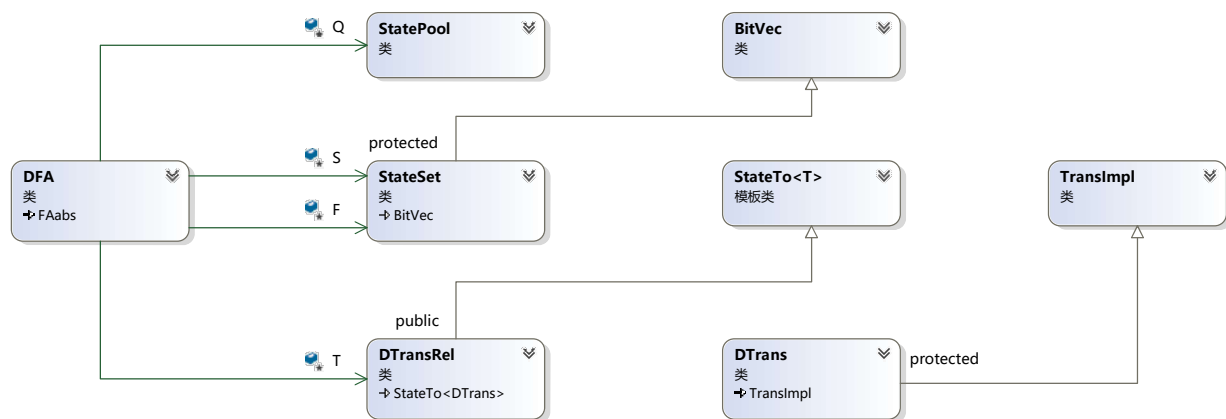 Q
StatePool
类
BitVec
类
protected
DFA
类
FAabs
S
F
StateSet
类
BitVec
StateTo<T>
模板类
TransImpl
类
public
protected
T
DTransRel
类
StateTo<DTrans>
DTrans
类
TransImpl